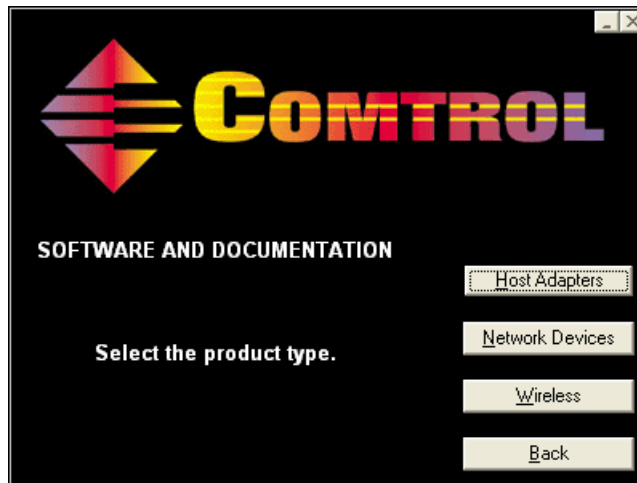 COMTROL
SOFTWARE AND DOCUMENTATION
Host Adapters
Select the product type.
Network Devices
Wireless
Back